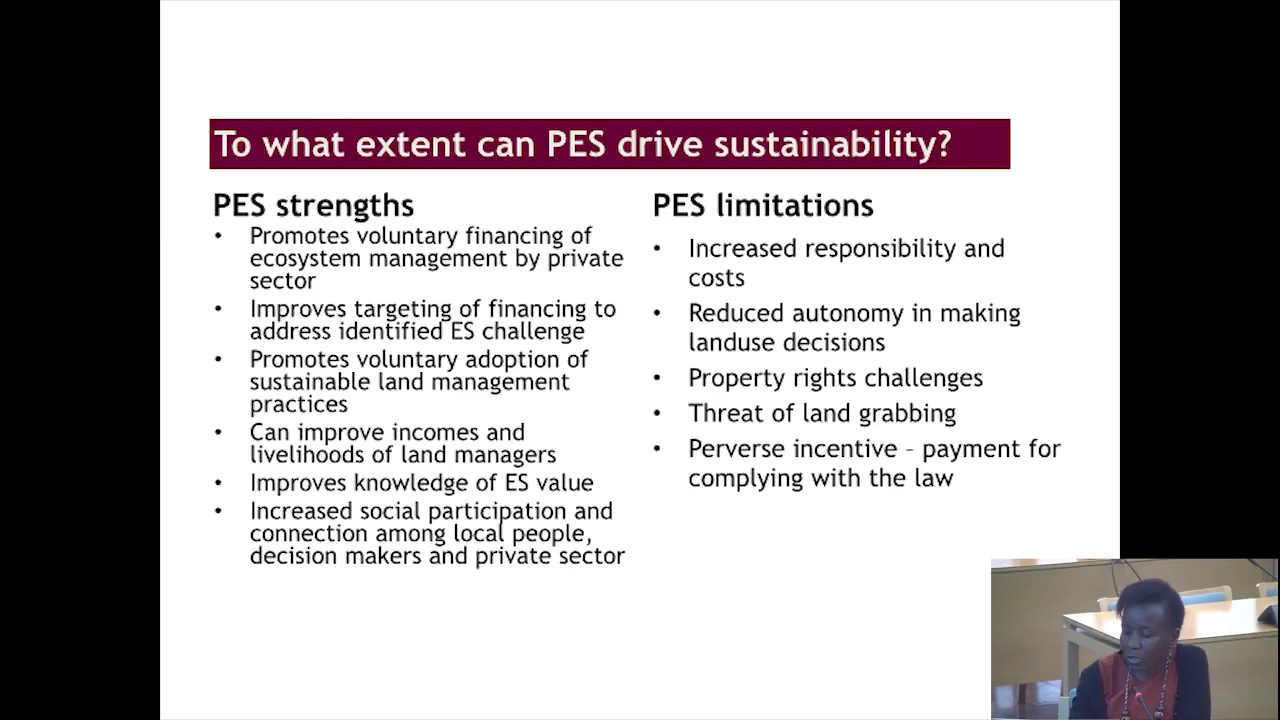 To what extent can PES drive sustainability?
PES strengths
• Promotes voluntary financing of
ecosystem management by private
sector
• Improves targeting of financing to
address identified ES challenge
• Promotes voluntary adoption of
sustainable land management
practices
• Can improve incomes and
livelihoods of land managers
• Improves knowledge of ES value
• Increased social participation and
connection among local people,
decision makers and private sector
PES limitations
• Increased responsibility and
costs
• Reduced autonomy in making
landuse decisions
• Property rights challenges
• Threat of land grabbing
• Perverse incentive – payment for
complying with the law